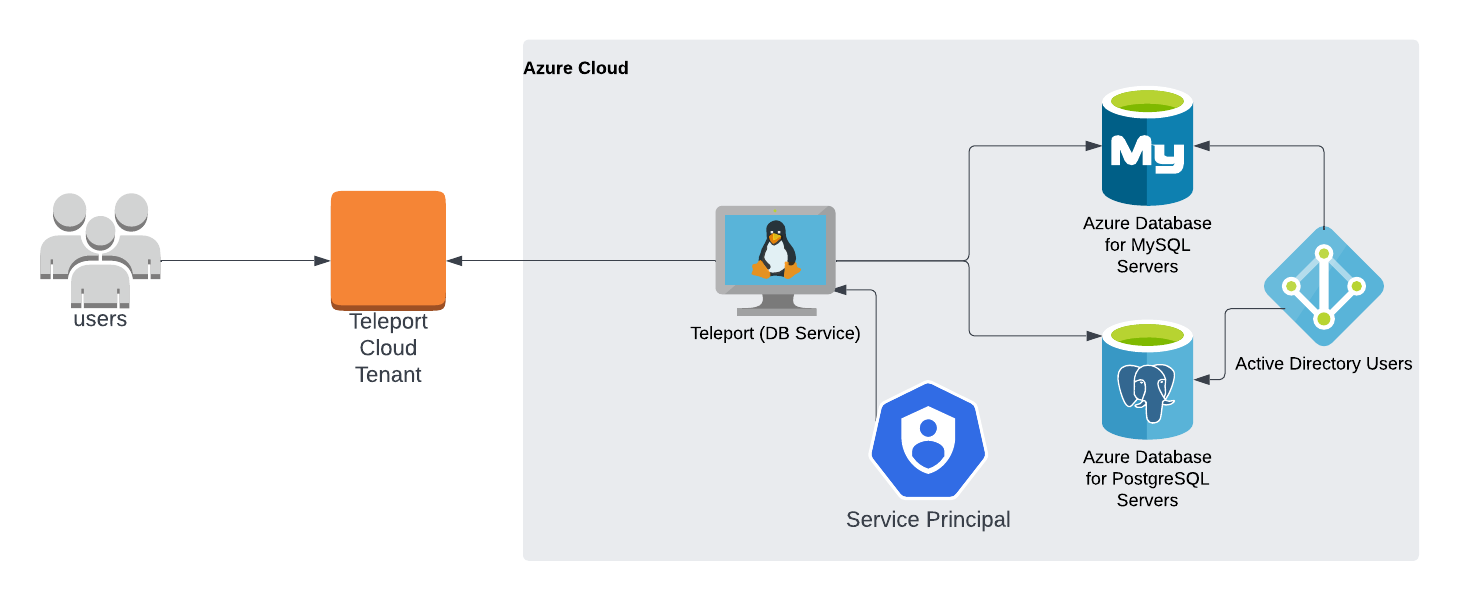 Azure Cloud
users
Teleport
Cloud
Tenant
Teleport (DB Service)
Service Principal
My
Azure Database
for MySQL
Servers
Active Directory Users
Azure Database
for PostgreSQL
Servers